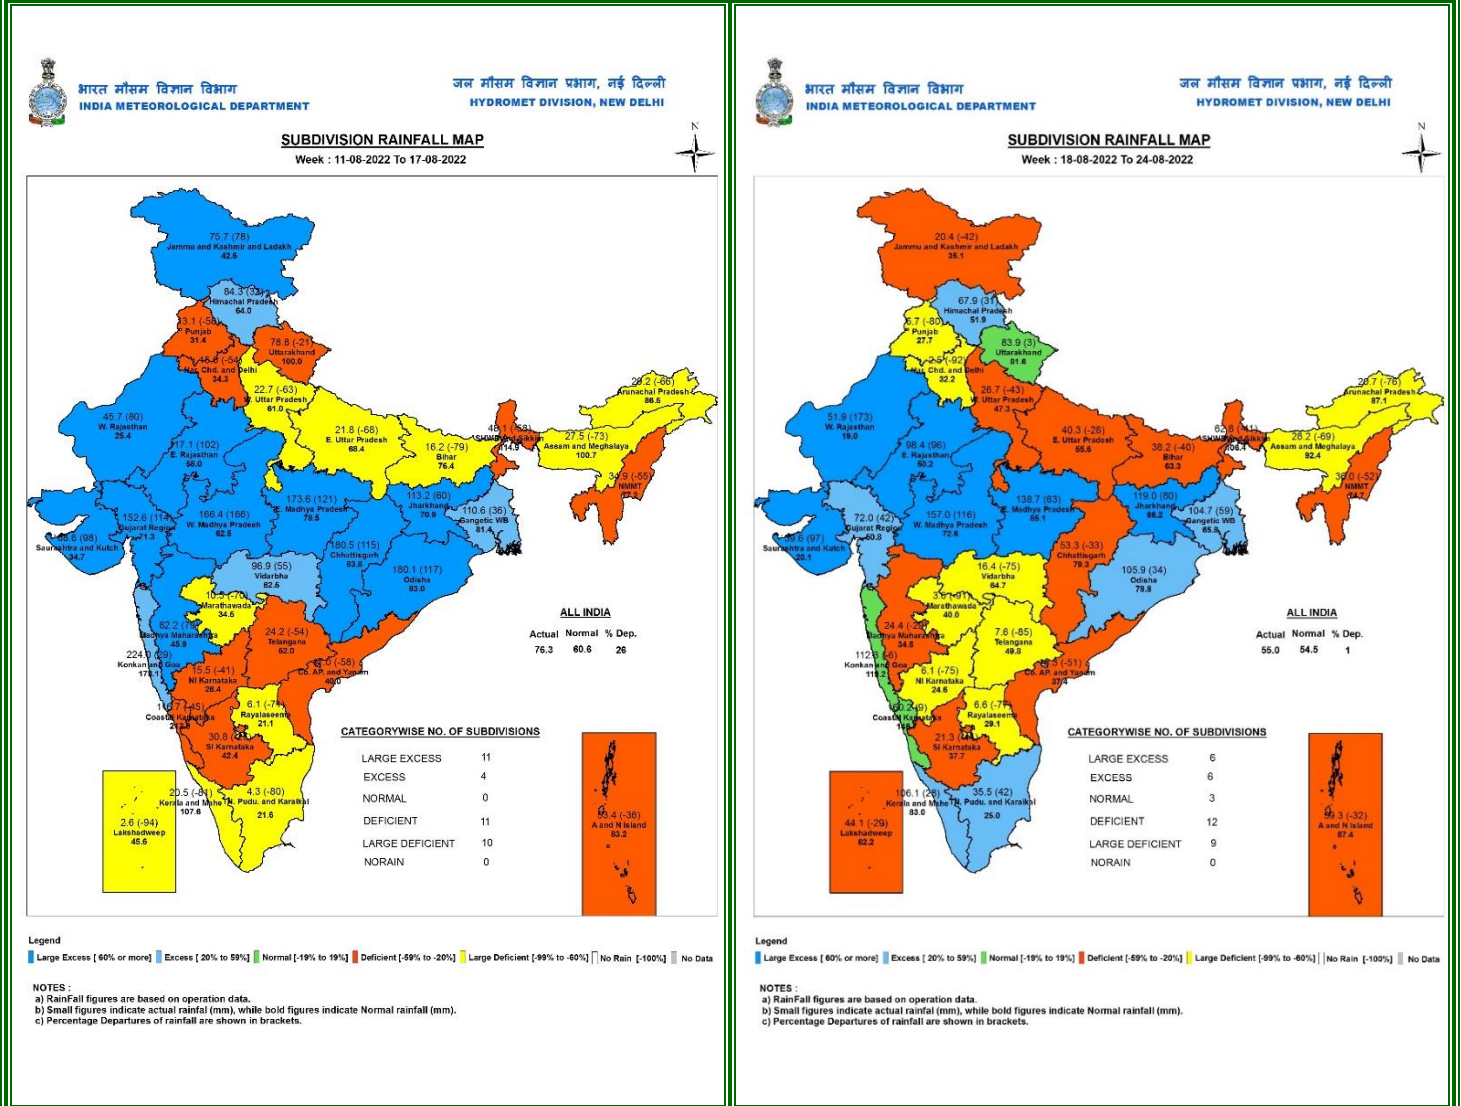 भारत मौसम विज्ञान विभाग
INDIA METEOROLOGICAL DEPARTMENT
जल मौसम विज्ञान प्रभाग, नई दिल्ली
HYDROMET DIVISION, NEW DELHI
SUBDIVISION RAINFALL MAP
Week : 11-08-2022 To 17-08-2022
N
75.7 (78)
Jammu and Kashmir and Ladakh
42.6
84.3
Himachal Pradesh
64.0
Punjab
31.4
78.8 (-21)
Uttarakhand
100.0
Chd. and Delhi
34.3
22.7 (-63)
W. Uttar Pradesh
61.0
Arunachal Pradesh
86.5
45.7 (80)
W. Rajasthan
25.4
117.1 (102)
E. Rajasthan
58.0
21.8 (-68)
E. Uttar Pradesh
68.4
16.2 (-79)
Bihar
76.4
27.5 (-73)
Assam and Meghalaya
100.7
NMMT
173.6 (121)
E. Madhya Pradesh
78.5
113.2 (60)
Jharkhand
70.9
110.6 (36)
Gangetic WB
81.4
166.4 (166)
W. Madhya Pradesh
62.5
Gujarat Region
71.3
Saurashtra and Kutch
34.7
180.5 (115)
Chhattisgarh
83.8
180.1 (117)
Odisha
83.0
96.9 (55)
Vidarbha
62.5
Marathawada
34.5
82.2
Madhya Maharashtra
45.9
24.2 (-54)
Telangana
52.0
Konkan and Goa
15.5 (-41)
NI Karnataka
26.4
Co. AP. and Yanam
Coastal Karnataka
6.1
Rayalaseema
21.1
30.8
SI Karnataka
42.4
20.5
Kerala and Mahe
107.6
4.3 (-80)
T.N. Pudu. and Karaikal
21.6
2.6 (-94)
Lakshadweep
45.6
A and N Island
83.2
ALL INDIA
Actual Normal % Dep.
76.3 60.6 26
CATEGORYWISE NO. OF SUBDIVISIONS
LARGE EXCESS 11
EXCESS 4
NORMAL 0
DEFICIENT 11
LARGE DEFICIENT 10
NORAIN 0
Legend
Large Excess [ 60% or more] Excess [ 20% to 59%] Normal [-19% to 19%] Deficient [-59% to -20%] Large Deficient [-99% to -60%] No Rain [-100%] No Data
NOTES :
a) RainFall figures are based on operation data.
b) Small figures indicate actual rainfal (mm), while bold figures indicate Normal rainfall (mm).
c) Percentage Departures of rainfall are shown in brackets.
भारत मौसम विज्ञान विभाग
INDIA METEOROLOGICAL DEPARTMENT
जल मौसम विज्ञान प्रभाग, नई दिल्ली
HYDROMET DIVISION, NEW DELHI
SUBDIVISION RAINFALL MAP
Week : 18-08-2022 To 24-08-2022
N
20.4 (-42)
Jammu and Kashmir and Ladakh
35.1
67.9 (31)
Himachal Pradesh
51.9
Punjab
27.7
83.9 (3)
Uttarakhand
81.6
Chd. and Delhi
32.2
26.7 (-43)
W. Uttar Pradesh
47.3
Arunachal Pradesh
87.1
51.9 (173)
W. Rajasthan
19.0
98.4 (96)
E. Rajasthan
50.2
40.3 (-28)
E. Uttar Pradesh
55.6
38.2 (-40)
Bihar
63.3
28.2 (-69)
Assam and Meghalaya
92.4
NMMT
138.7 (63)
E. Madhya Pradesh
85.1
119.0 (80)
Jharkhand
66.2
104.7 (59)
Gangetic WB
157.0 (116)
W. Madhya Pradesh
72.6
72.0 (42)
Gujarat Region
50.8
Saurashtra and Kutch
20.1
53.3 (-33)
Chhattisgarh
79.3
105.9 (34)
Odisha
78.8
16.4 (-75)
Vidarbha
64.7
Marathawada
40.0
24.4
Madhya Maharashtra
34.5
7.6 (-85)
Telangana
49.8
Konkan and Goa
6.1 (-75)
NI Karnataka
24.6
Co. AP. and Yanam
Coastal Karnataka
6.6
Rayalaseema
29.1
21.3
SI Karnataka
37.7
106.1
Kerala and Mahe
83.0
35.5 (42)
T.N. Pudu. and Karaikal
25.0
44.1 (-29)
Lakshadweep
62.2
A and N Island
87.4
ALL INDIA
Actual Normal % Dep.
55.0 54.5 1
CATEGORYWISE NO. OF SUBDIVISIONS
LARGE EXCESS 6
EXCESS 6
NORMAL 3
DEFICIENT 12
LARGE DEFICIENT 9
NORAIN 0
Legend
Large Excess [ 60% or more] Excess [ 20% to 59%] Normal [-19% to 19%] Deficient [-59% to -20%] Large Deficient [-99% to -60%] No Rain [-100%] No Data
NOTES :
a) RainFall figures are based on operation data.
b) Small figures indicate actual rainfal (mm), while bold figures indicate Normal rainfall (mm).
c) Percentage Departures of rainfall are shown in brackets.